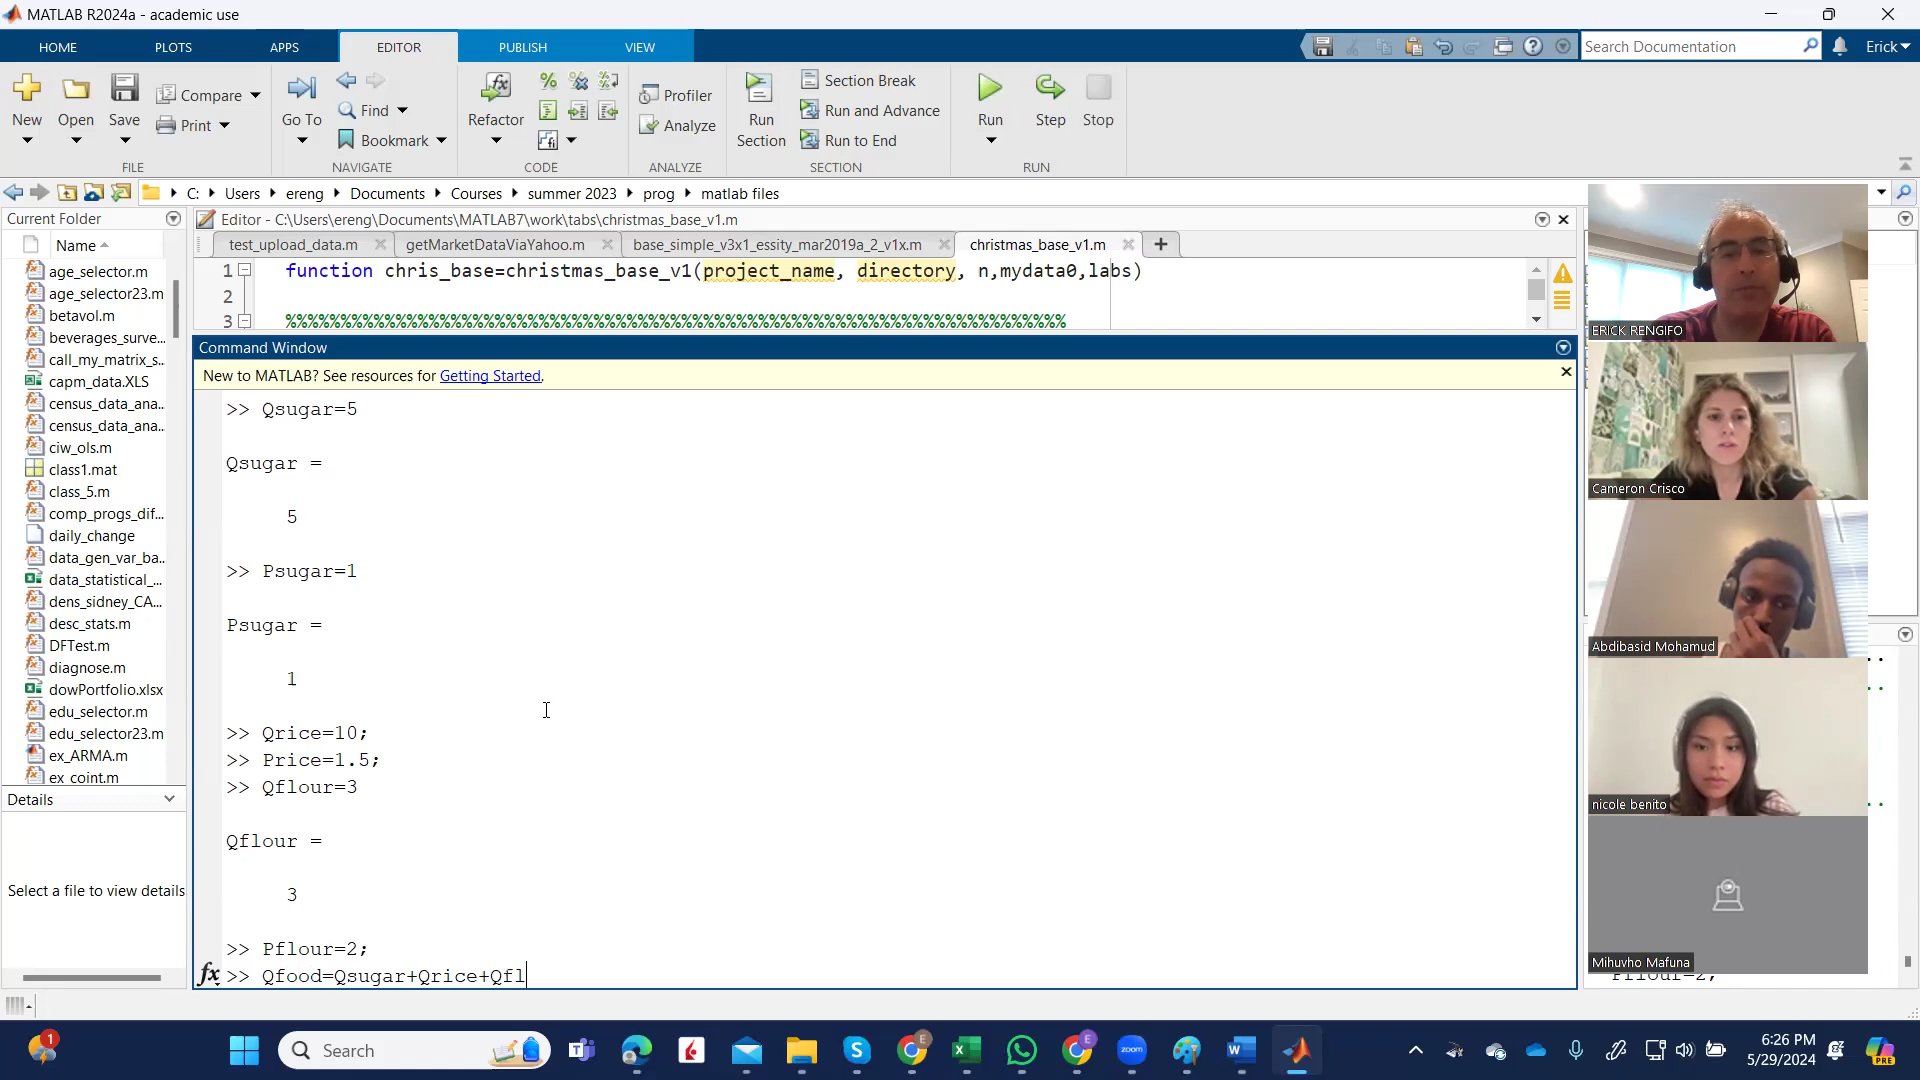 MATLAB R2024a - academic use
HOME PLOTS APPS EDITOR PUBLISH VIEW
Search Documentation
Erick
New Open Save Compare Print
FILE
Go To Find Bookmark
NAVIGATE
Refactor
CODE
Profiler
Analyze
ANALYZE
Run Section
Section Break
Run and Advance
Run to End
SECTION
Run Step Stop
RUN
C: Users ereng Documents Courses summer 2023 prog matlab files
Current Folder
Name
age_selector.m
age_selector23.m
betavol.m
beverages_surve...
call_my_matrix_s...
capm_data.XLS
census_data_ana...
census_data_ana...
ciw_ols.m
class1.mat
class_5.m
comp_progs_dif...
daily_change
data_gen_var_ba...
data_statistical_...
dens_sidney_CA...
desc_stats.m
DFTest.m
diagnose.m
dowPortfolio.xlsx
edu_selector.m
edu_selector23.m
ex_ARMA.m
ex_coint.m
Details
Select a file to view details
Editor - C:\Users\ereng\Documents\MATLAB7\work\tabs\christmas_base_v1.m
test_upload_data.m getMarketDataViaYahoo.m base_simple_v3x1_essity_mar2019a_2_v1x.m christmas_base_v1.m
1 function chris_base=christmas_base_v1(project_name, directory, n,mydata0,labs)
2
3 %%%%%%%%%%%%%%%%%%%%%%%%%%%%%%%%%%%%%%%%%%%%%%%%%%%%%%%%%%%%%%%%%%%%%%
Command Window
New to MATLAB? See resources for Getting Started.
>> Qsugar=5
Qsugar =
5
>> Psugar=1
Psugar =
1
>> Qrice=10;
>> Price=1.5;
>> Qflour=3
Qflour =
3
>> Pflour=2;
fx >> Qfood=Qsugar+Qrice+Qfl
ERICK RENGIFO
Cameron Crisco
Abdibasid Mohamud
nicole benito
Mihuvho Mafuna
Pflour=2;
1
Search
zoom
6:26 PM
5/29/2024
PRE